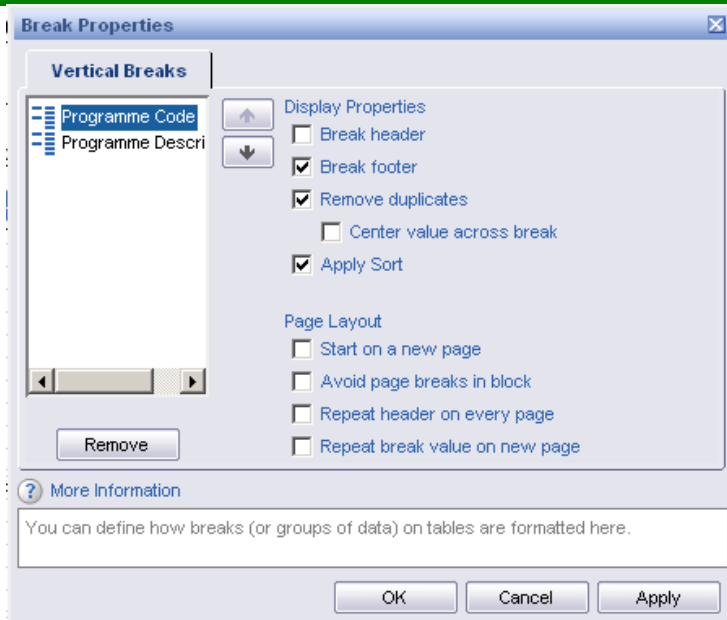 Break Properties
Vertical Breaks
Programme Code
Programme Descri
Display Properties
Break header
Break footer
Remove duplicates
Center value across break
Apply Sort
Page Layout
Start on a new page
Avoid page breaks in block
Repeat header on every page
Repeat break value on new page
Remove
? More Information
You can define how breaks (or groups of data) on tables are formatted here.
OK Cancel Apply